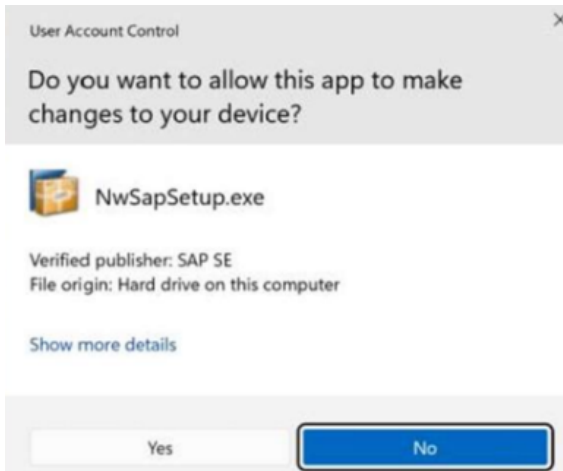 User Account Control
Do you want to allow this app to make
changes to your device?
NwSapSetup.exe
Verified publisher: SAP SE
File origin: Hard drive on this computer
Show more details
Yes
No